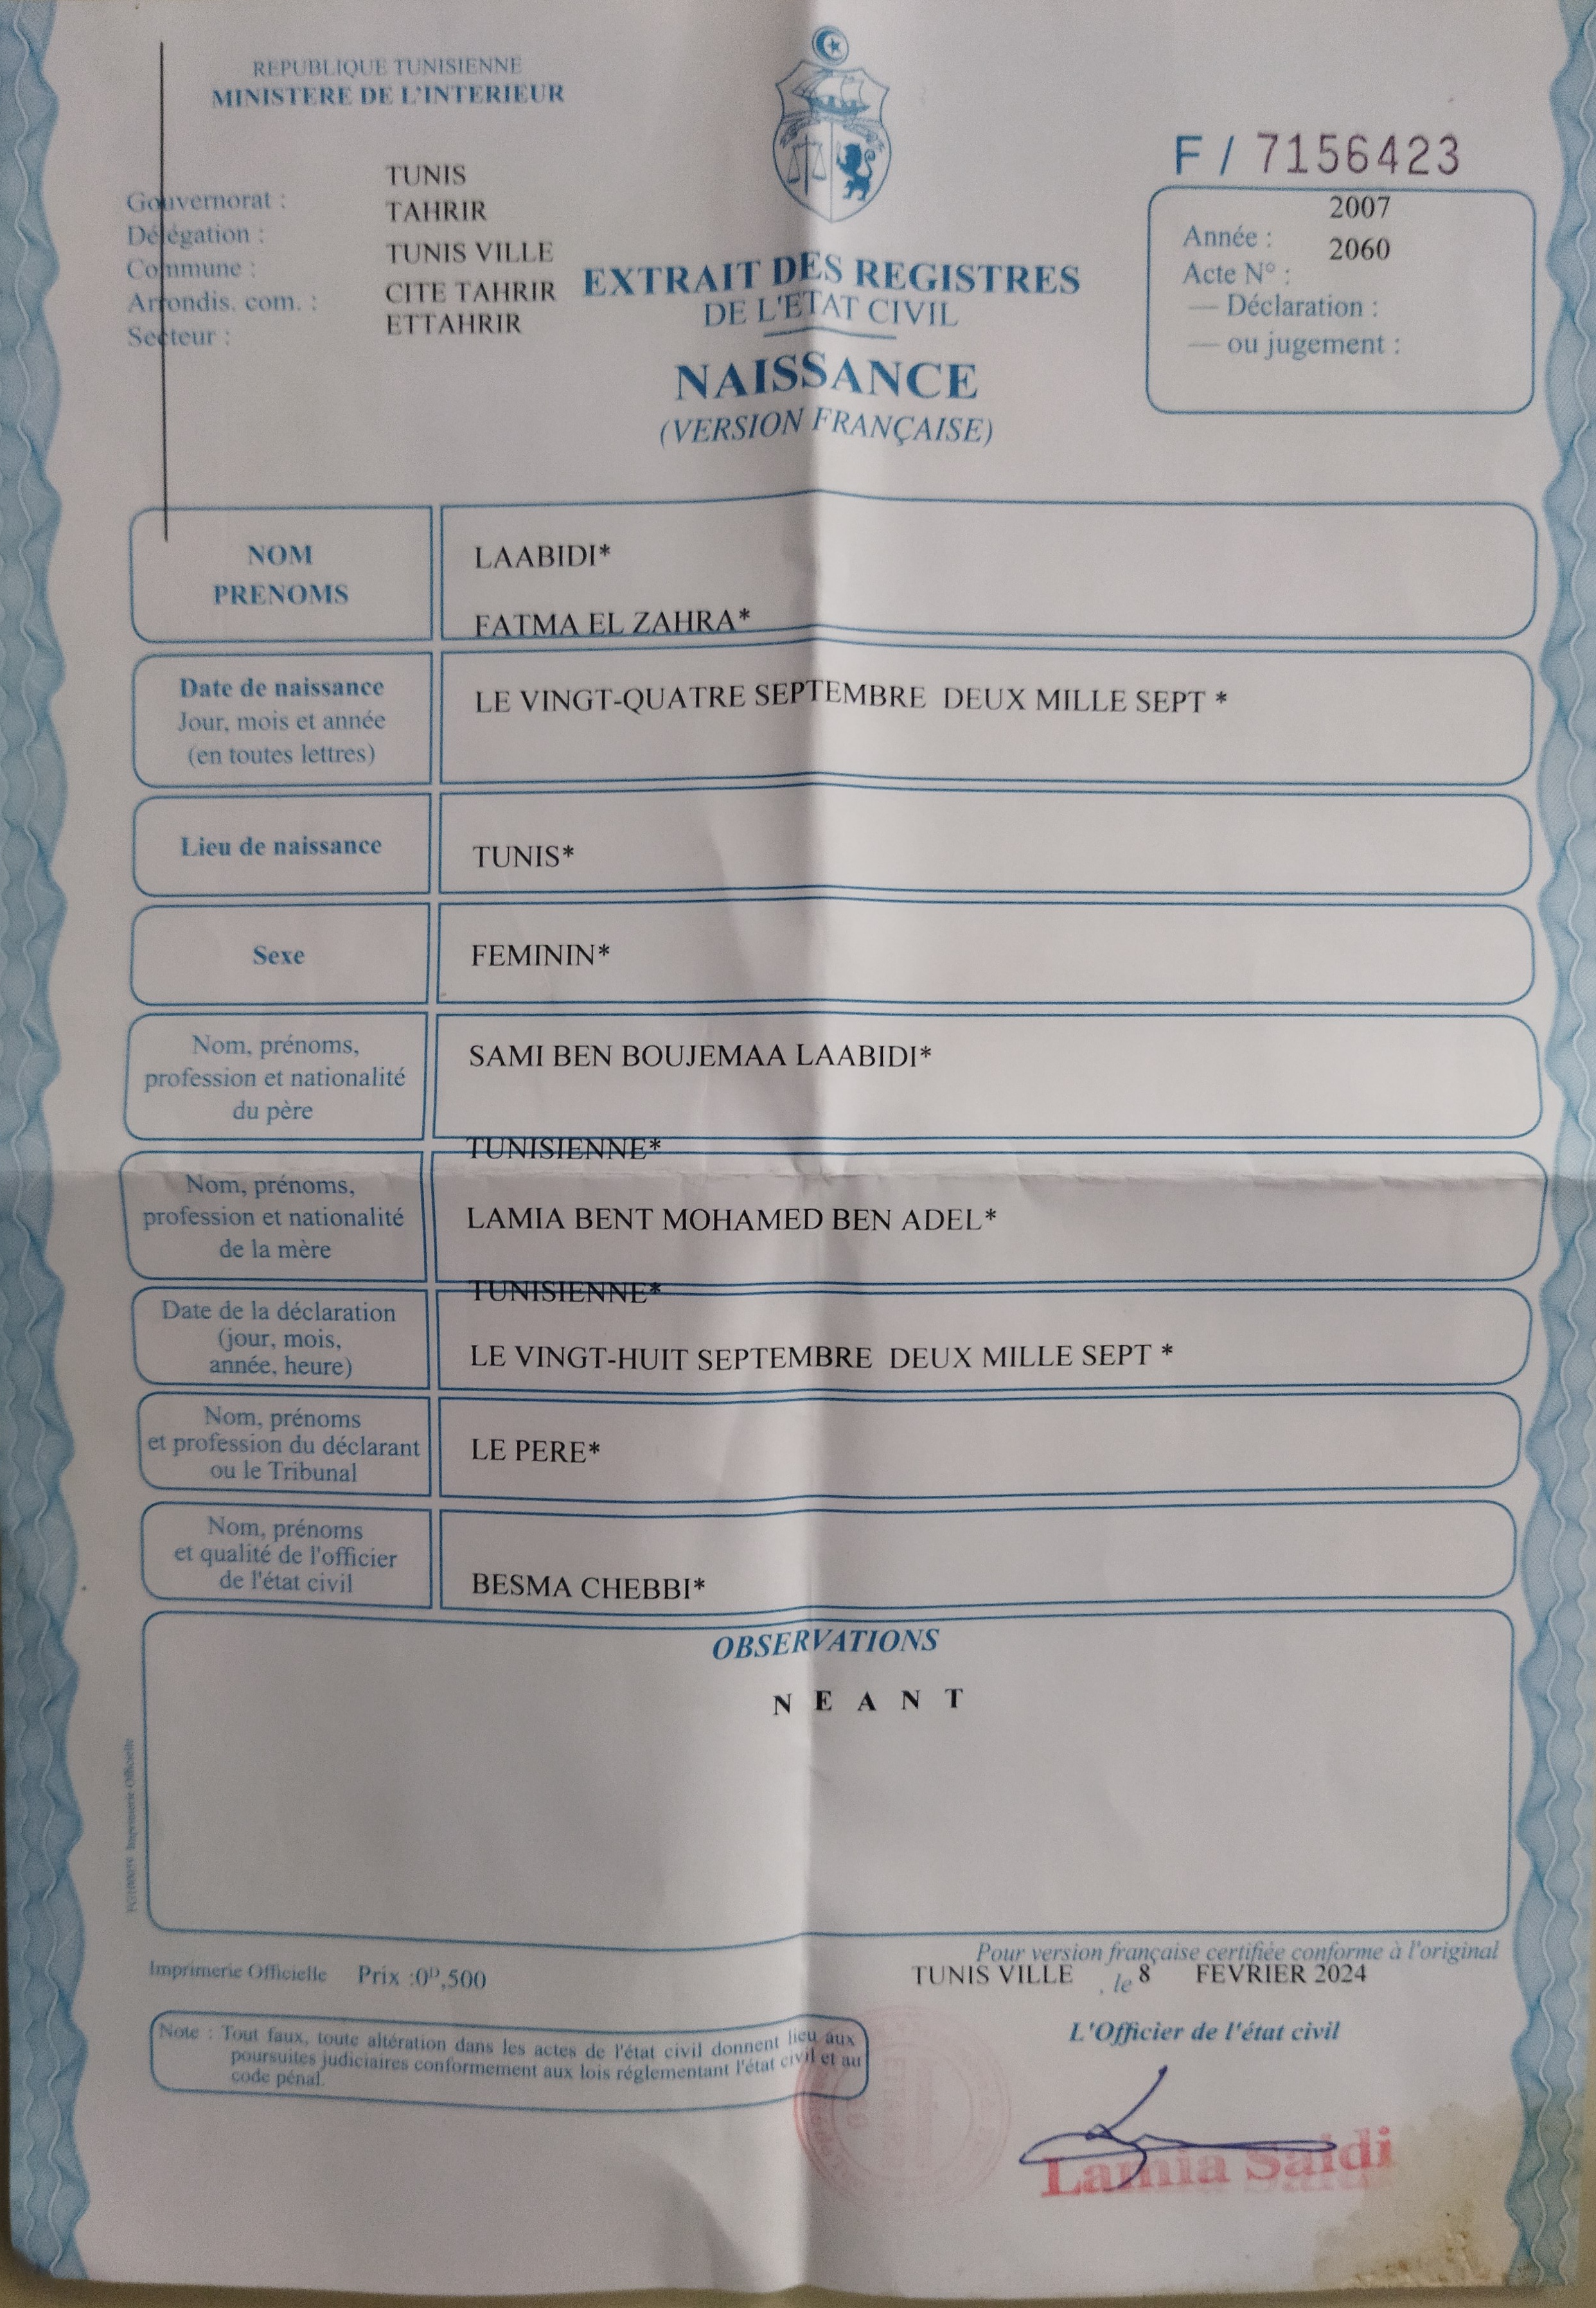 REPUBLIQUE TUNISIENNE
MINISTERE DE L'INTERIEUR
F / 7156423
Gouvernorat : TUNIS
Délégation : TAHRIR
Commune : TUNIS VILLE
Arrondis. com. : CITE TAHRIR
Secteur : ETTAHRIR
EXTRAIT DES REGISTRES
DE L'ETAT CIVIL
NAISSANCE
(VERSION FRANÇAISE)
Année : 2007
Acte N° : 2060
— Déclaration :
— ou jugement :
NOM
PRENOMS
LAABIDI*
FATMA EL ZAHRA*
Date de naissance
Jour, mois et année
(en toutes lettres)
LE VINGT-QUATRE SEPTEMBRE DEUX MILLE SEPT *
Lieu de naissance
TUNIS*
Sexe
FEMININ*
Nom, prénoms,
profession et nationalité
du père
SAMI BEN BOUJEMAA LAABIDI*
TUNISIENNE*
Nom, prénoms,
profession et nationalité
de la mère
LAMIA BENT MOHAMED BEN ADEL*
TUNISIENNE*
Date de la déclaration
(jour, mois,
année, heure)
LE VINGT-HUIT SEPTEMBRE DEUX MILLE SEPT *
Nom, prénoms
et profession du déclarant
ou le Tribunal
LE PERE*
Nom, prénoms
et qualité de l'officier
de l'état civil
BESMA CHEBBI*
OBSERVATIONS
N E A N T
Imprimerie Officielle
Imprimerie Officielle Prix :0D,500
Pour version française certifiée conforme à l'original
TUNIS VILLE , le 8 FEVRIER 2024
L'Officier de l'état civil
Note : Tout faux, toute altération dans les actes de l'état civil donnent lieu aux
poursuites judiciaires conformement aux lois réglementant l'état civil et au
code pénal.
Lamia Saidi